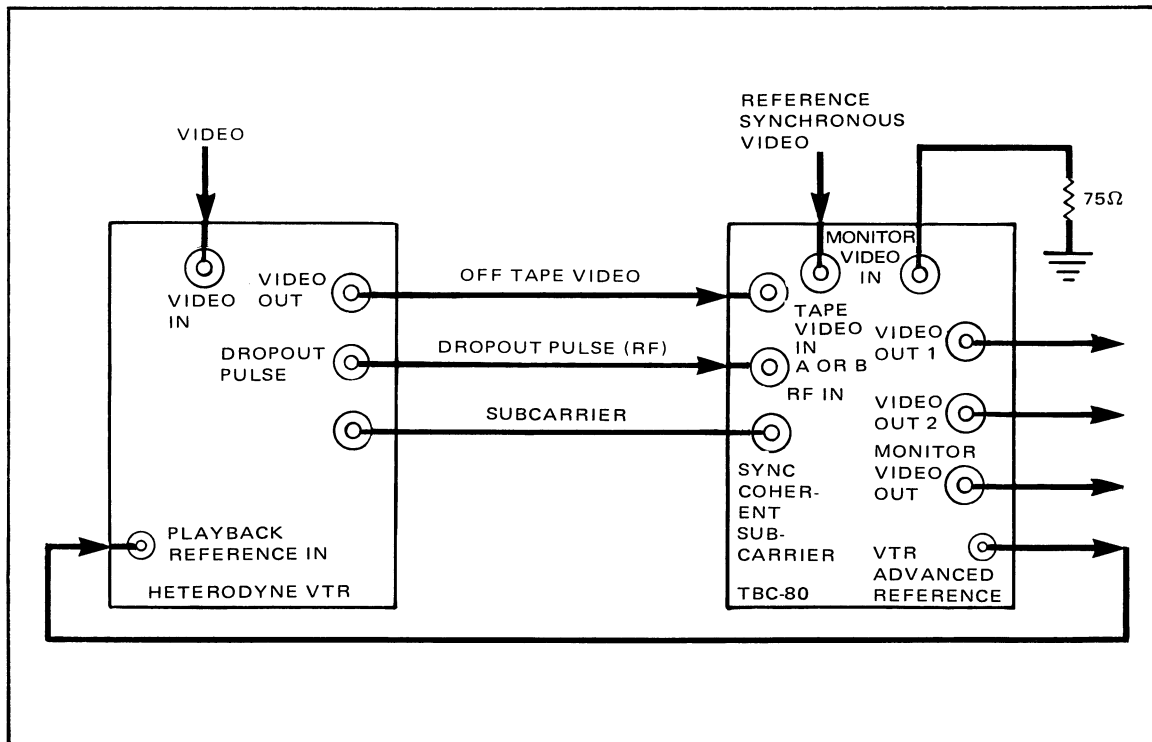 VIDEO
REFERENCE
SYNCHRONOUS
VIDEO
75Ω
VIDEO
IN
VIDEO
OUT
OFF TAPE VIDEO
DROPOUT
PULSE
DROPOUT PULSE (RF)
SUBCARRIER
PLAYBACK
REFERENCE IN
HETERODYNE VTR
MONITOR
VIDEO
IN
TAPE
VIDEO
IN
A OR B
RF IN
SYNC
COHER-
ENT
SUB-
CARRIER
TBC-80
VIDEO
OUT 1
VIDEO
OUT 2
MONITOR
VIDEO
OUT
VTR
ADVANCED
REFERENCE